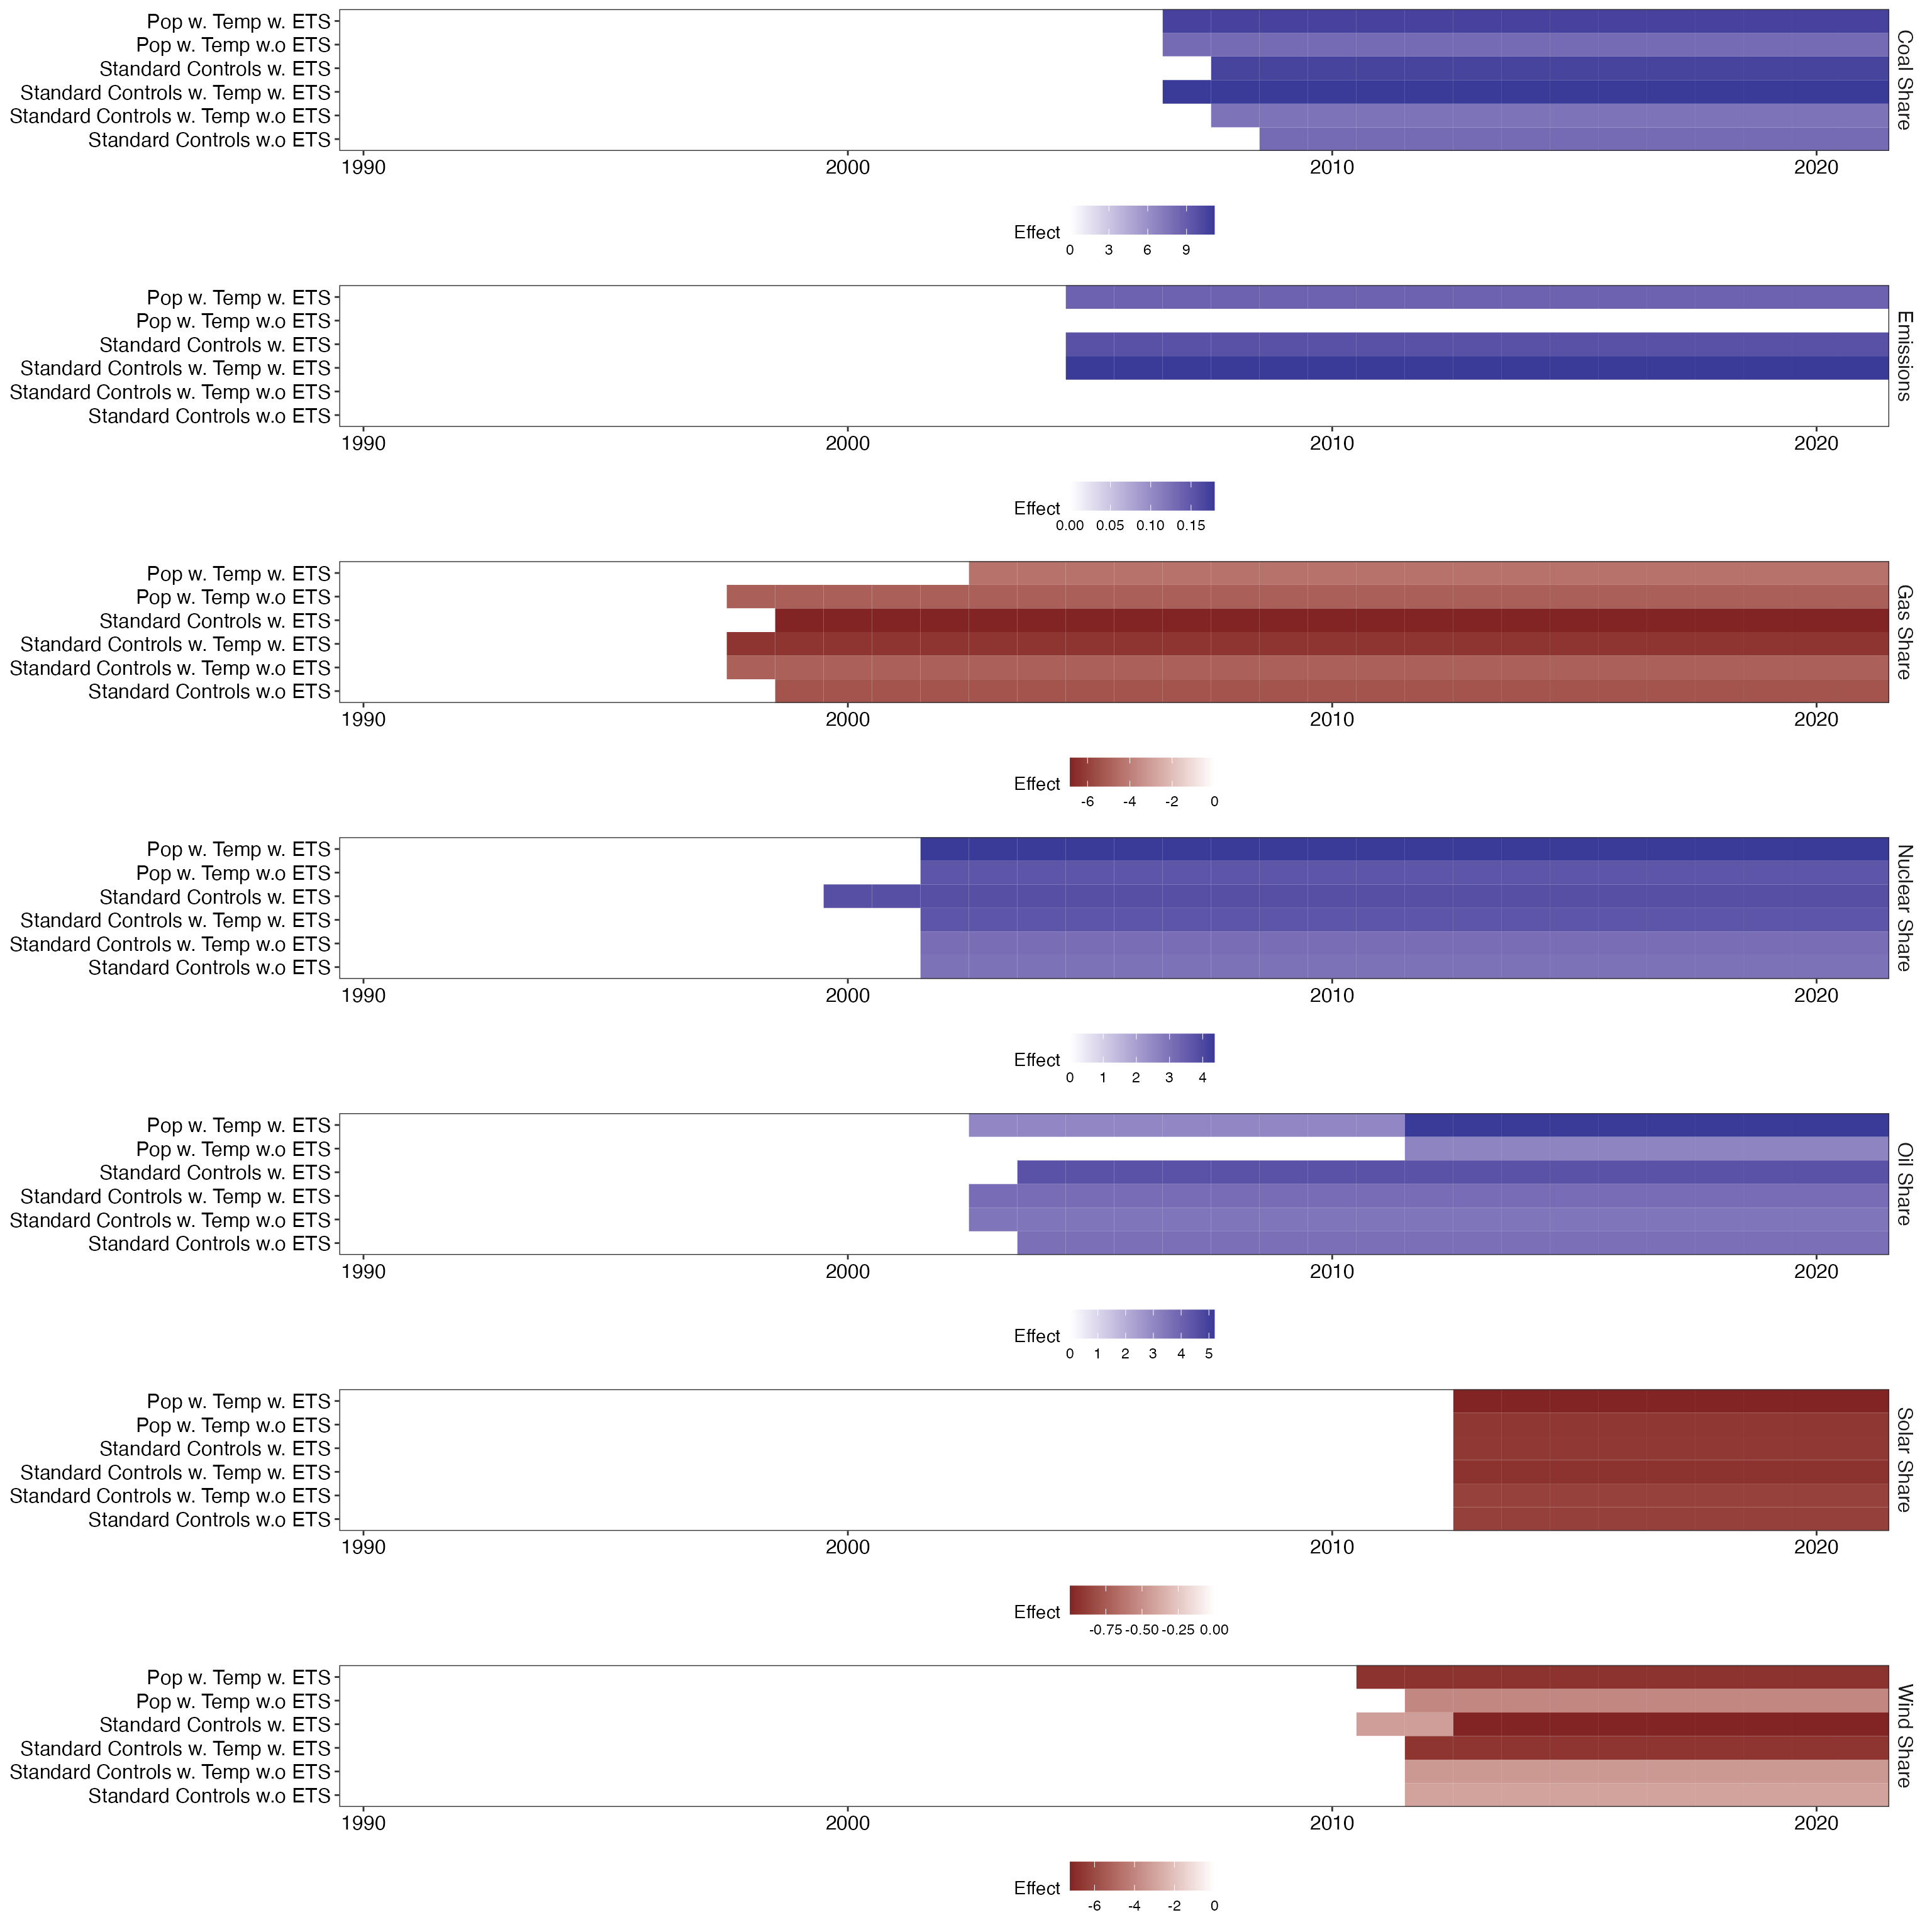 Pop w. Temp w. ETS
Pop w. Temp w.o ETS
Standard Controls w. ETS
Standard Controls w. Temp w. ETS
Standard Controls w. Temp w.o ETS
Standard Controls w.o ETS
Coal Share
1990 2000 2010 2020
Effect
0 3 6 9
Pop w. Temp w. ETS
Pop w. Temp w.o ETS
Standard Controls w. ETS
Standard Controls w. Temp w. ETS
Standard Controls w. Temp w.o ETS
Standard Controls w.o ETS
Emissions
1990 2000 2010 2020
Effect
0.00 0.05 0.10 0.15
Pop w. Temp w. ETS
Pop w. Temp w.o ETS
Standard Controls w. ETS
Standard Controls w. Temp w. ETS
Standard Controls w. Temp w.o ETS
Standard Controls w.o ETS
Gas Share
1990 2000 2010 2020
Effect
-6 -4 -2 0
Pop w. Temp w. ETS
Pop w. Temp w.o ETS
Standard Controls w. ETS
Standard Controls w. Temp w. ETS
Standard Controls w. Temp w.o ETS
Standard Controls w.o ETS
Nuclear Share
1990 2000 2010 2020
Effect
0 1 2 3 4
Pop w. Temp w. ETS
Pop w. Temp w.o ETS
Standard Controls w. ETS
Standard Controls w. Temp w. ETS
Standard Controls w. Temp w.o ETS
Standard Controls w.o ETS
Oil Share
1990 2000 2010 2020
Effect
0 1 2 3 4 5
Pop w. Temp w. ETS
Pop w. Temp w.o ETS
Standard Controls w. ETS
Standard Controls w. Temp w. ETS
Standard Controls w. Temp w.o ETS
Standard Controls w.o ETS
Solar Share
1990 2000 2010 2020
Effect
-0.75 -0.50 -0.25 0.00
Pop w. Temp w. ETS
Pop w. Temp w.o ETS
Standard Controls w. ETS
Standard Controls w. Temp w. ETS
Standard Controls w. Temp w.o ETS
Standard Controls w.o ETS
Wind Share
1990 2000 2010 2020
Effect
-6 -4 -2 0